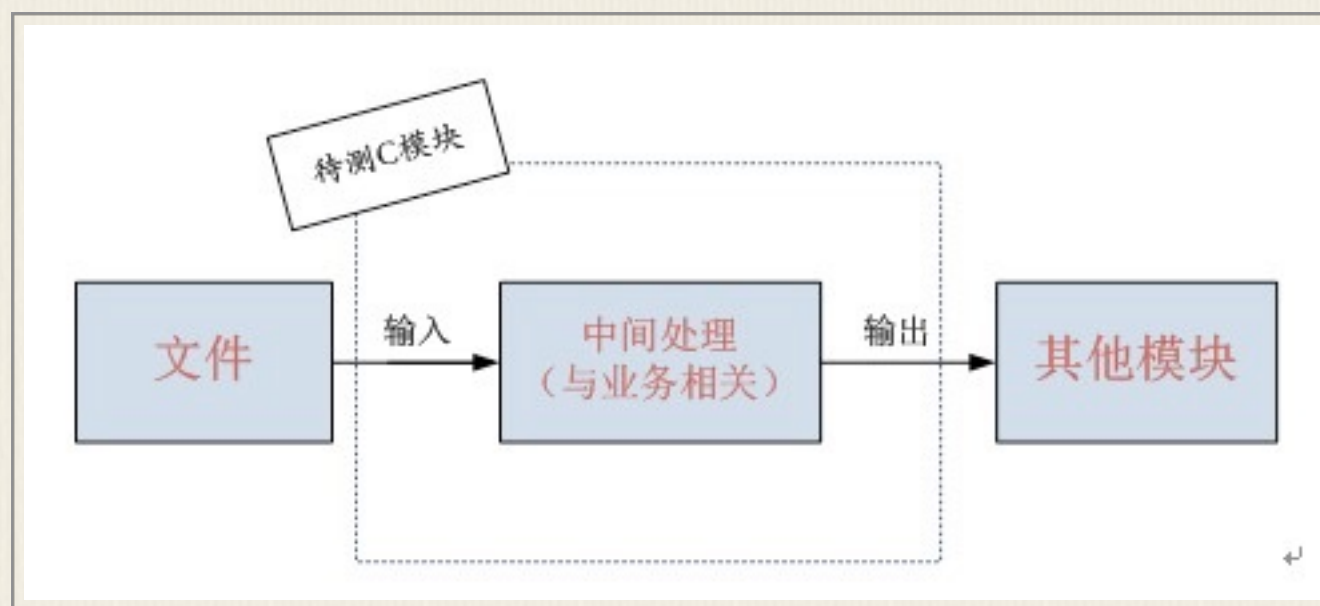 待测C模块
文件
输入
中间处理
（与业务相关）
输出
其他模块